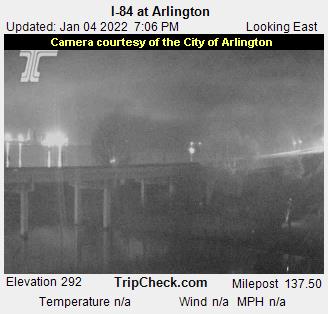 I-84 at Arlington
Updated: Jan 04 2022 7:06 PM Looking East
Camera courtesy of the City of Arlington
Elevation 292 TripCheck.com Milepost 137.50
Temperature n/a Wind n/a MPH n/a